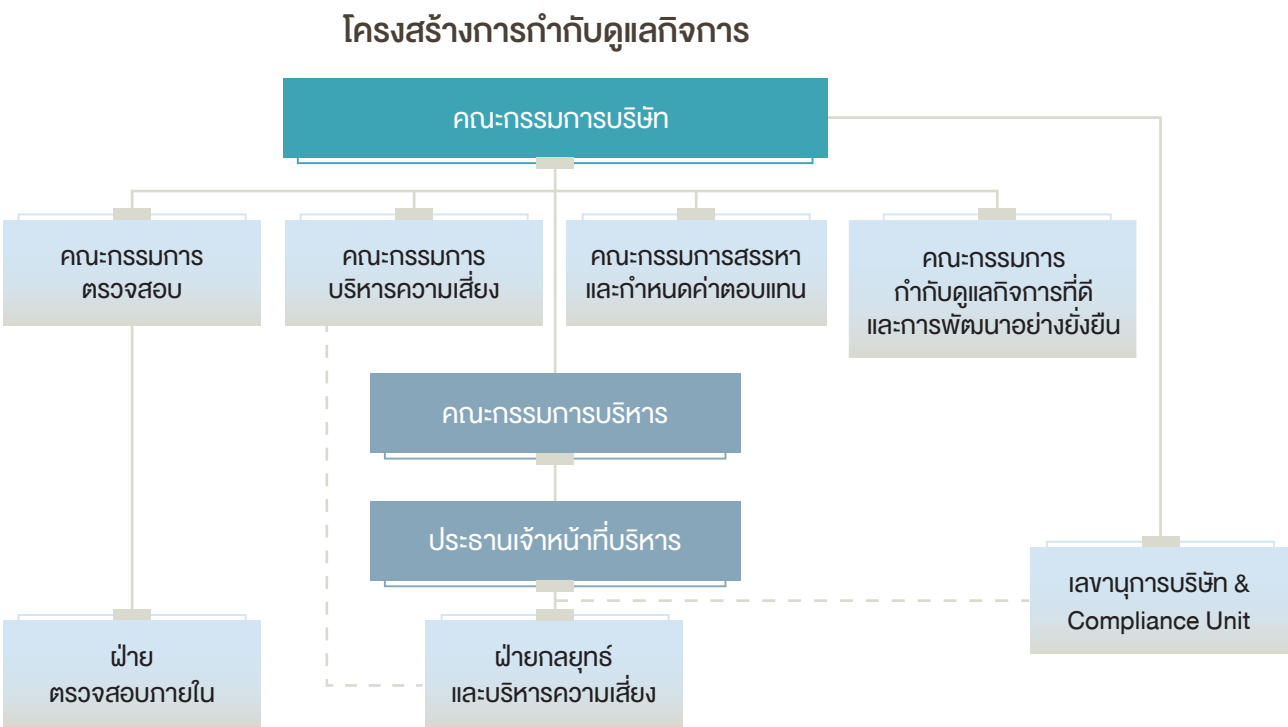 โครงสร้างการกำกับดูแลกิจการ
คณะกรรมการบริษัท
คณะกรรมการ
ตรวจสอบ
คณะกรรมการ
บริหารความเสี่ยง
คณะกรรมการสรรหา
และกำหนดค่าตอบแทน
คณะกรรมการ
กำกับดูแลกิจการที่ดี
และการพัฒนาอย่างยั่งยืน
คณะกรรมการบริหาร
ประธานเจ้าหน้าที่บริหาร
เลขานุการบริษัท &
Compliance Unit
ฝ่าย
ตรวจสอบภายใน
ฝ่ายกลยุทธ์
และบริหารความเสี่ยง